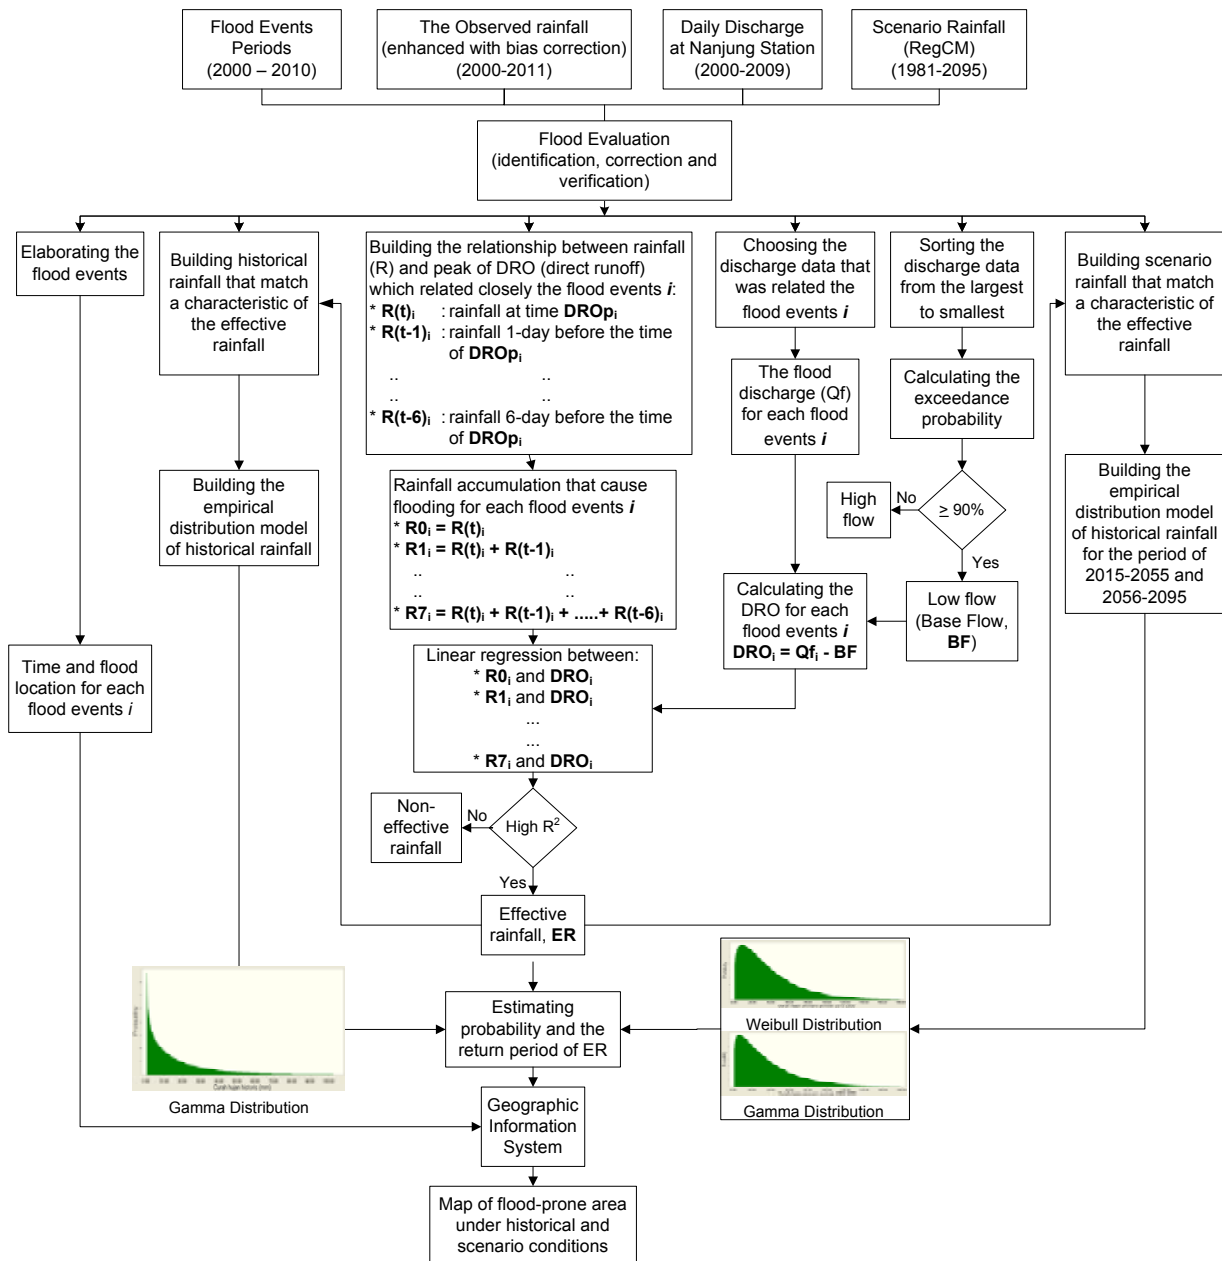 Flood Events
Periods
(2000 – 2010)
The Observed rainfall
(enhanced with bias correction)
(2000-2011)
Daily Discharge
at Nanjung Station
(2000-2009)
Scenario Rainfall
(RegCM)
(1981-2095)
Flood Evaluation
(identification, correction and
verification)
Elaborating the
flood events
Building historical
rainfall that match
a characteristic of
the effective
rainfall
Building the relationship between rainfall
(R) and peak of DRO (direct runoff)
which related closely the flood events i:
* R(t)i : rainfall at time DROpi
* R(t-1)i : rainfall 1-day before the time
of DROpi
.. ..
.. ..
* R(t-6)i : rainfall 6-day before the time
of DROpi
Choosing the
discharge data that
was related the
flood events i
Sorting the
discharge data
from the largest
to smallest
Building scenario
rainfall that match
a characteristic of
the effective
rainfall
The flood
discharge (Qf)
for each flood
events i
Calculating the
exceedance
probability
Building the
empirical
distribution model
of historical rainfall
Rainfall accumulation that cause
flooding for each flood events i
* R0i = R(t)i
* R1i = R(t)i + R(t-1)i
.. ..
.. ..
* R7i = R(t)i + R(t-1)i + .....+ R(t-6)i
High
flow
No
≥ 90%
Yes
Building the
empirical
distribution model
of historical rainfall
for the period of
2015-2055 and
2056-2095
Calculating the
DRO for each
flood events i
DROi = Qfi - BF
Low flow
(Base Flow,
BF)
Time and flood
location for each
flood events i
Linear regression between:
* R0i and DROi
* R1i and DROi
...
...
* R7i and DROi
Non-
effective
rainfall
No
High R²
Yes
Effective
rainfall, ER
Estimating
probability and the
return period of ER
Gamma Distribution
Weibull Distribution
Gamma Distribution
Geographic
Information
System
Map of flood-prone area
under historical and
scenario conditions